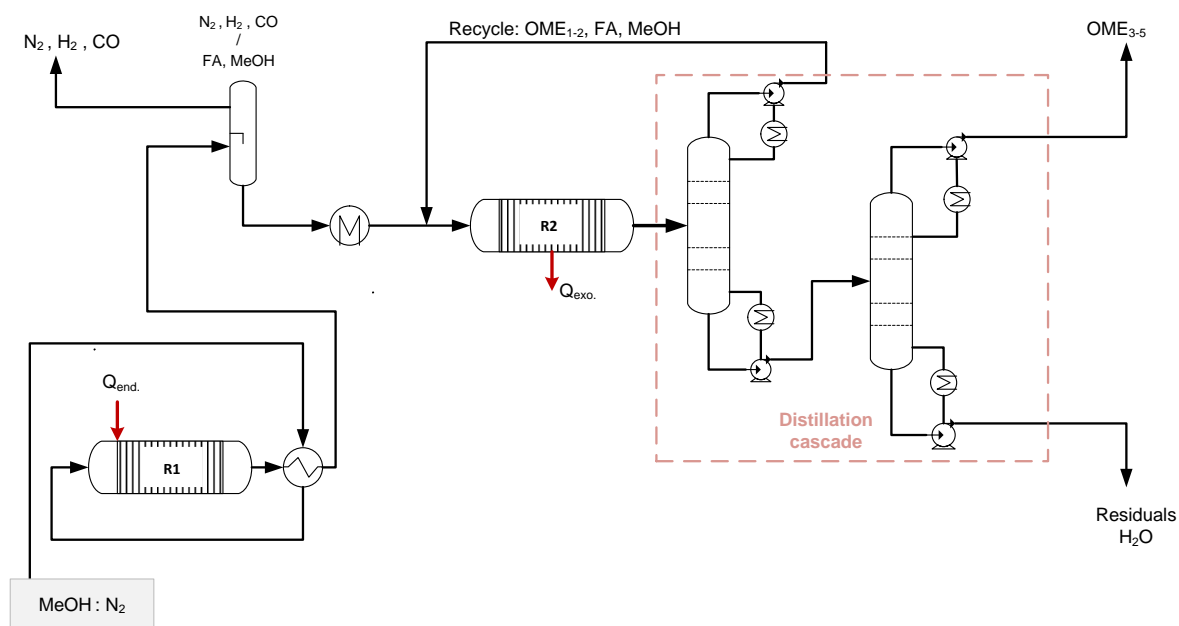 N₂ , H₂ , CO
N₂ , H₂ , CO
/
FA, MeOH
Recycle: OME₁₋₂, FA, MeOH
OME₃₋₅
R2
Qₑₓₒ.
Qₑₙd.
R1
Distillation
cascade
Residuals
H₂O
MeOH : N₂